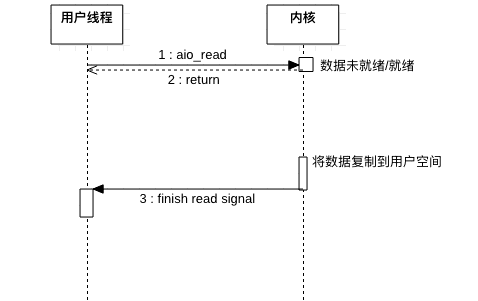 用户线程
内核
1 : aio_read
数据未就绪/就绪
2 : return
将数据复制到用户空间
3 : finish read signal